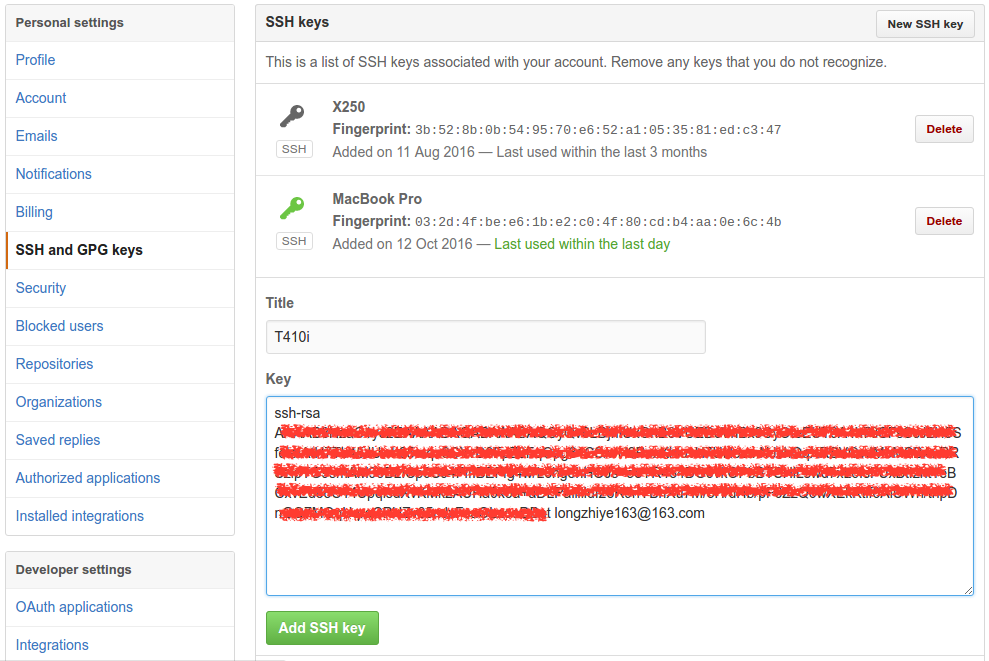 Personal settings
Profile
Account
Emails
Notifications
Billing
SSH and GPG keys
Security
Blocked users
Repositories
Organizations
Saved replies
Authorized applications
Installed integrations
Developer settings
OAuth applications
Integrations
SSH keys
New SSH key
This is a list of SSH keys associated with your account. Remove any keys that you do not recognize.
X250
Fingerprint: 3b:52:8b:0b:54:95:70:e6:52:a1:05:35:81:ed:c3:47
SSH
Added on 11 Aug 2016 — Last used within the last 3 months
Delete
MacBook Pro
Fingerprint: 03:2d:4f:be:e6:1b:e2:c0:4f:80:cd:b4:aa:0e:6c:4b
SSH
Added on 12 Oct 2016 — Last used within the last day
Delete
Title
T410i
Key
ssh-rsa
longzhiye163@163.com
Add SSH key